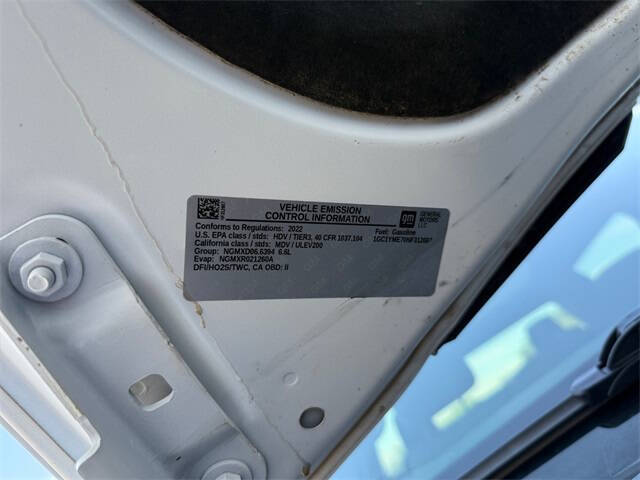 VEHICLE EMISSION
CONTROL INFORMATION
gm
GENERAL
MOTORS
LLC
Conforms to Regulations: 2022
Fuel: Gasoline
U.S. EPA class / stds: HDV / TIER3, 40 CFR 1037.104
California class / stds: MDV / ULEV200
Group: NGMXD06.6394 6.6L
Evap: NGMXR021260A
DFI/HO2S/TWC, CA OBD: II